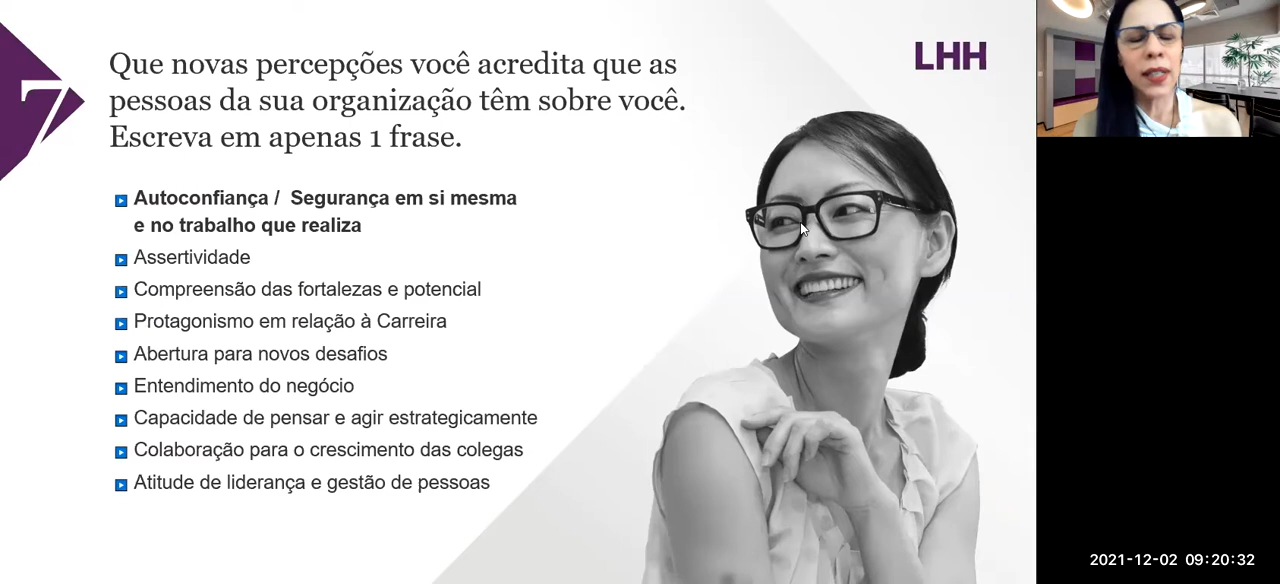 7
Que novas percepções você acredita que as
pessoas da sua organização têm sobre você.
Escreva em apenas 1 frase.
LHH
Autoconfiança /  Segurança em si mesma
e no trabalho que realiza
Assertividade
Compreensão das fortalezas e potencial
Protagonismo em relação à Carreira
Abertura para novos desafios
Entendimento do negócio
Capacidade de pensar e agir estrategicamente
Colaboração para o crescimento das colegas
Atitude de liderança e gestão de pessoas
2021-12-02 09:20:32